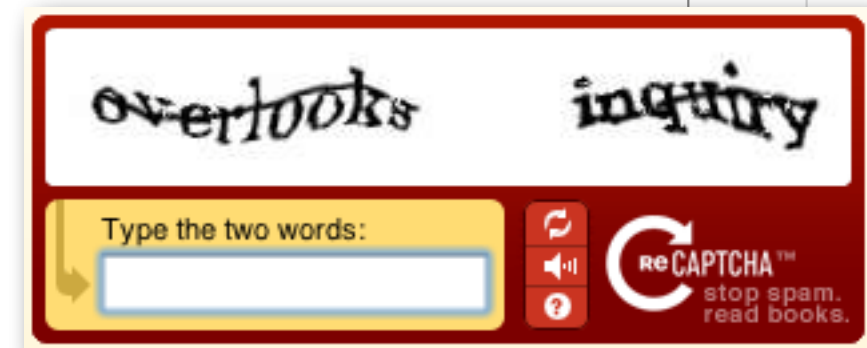 overlooks inquiry
Type the two words:
ReCAPTCHA™
stop spam.
read books.